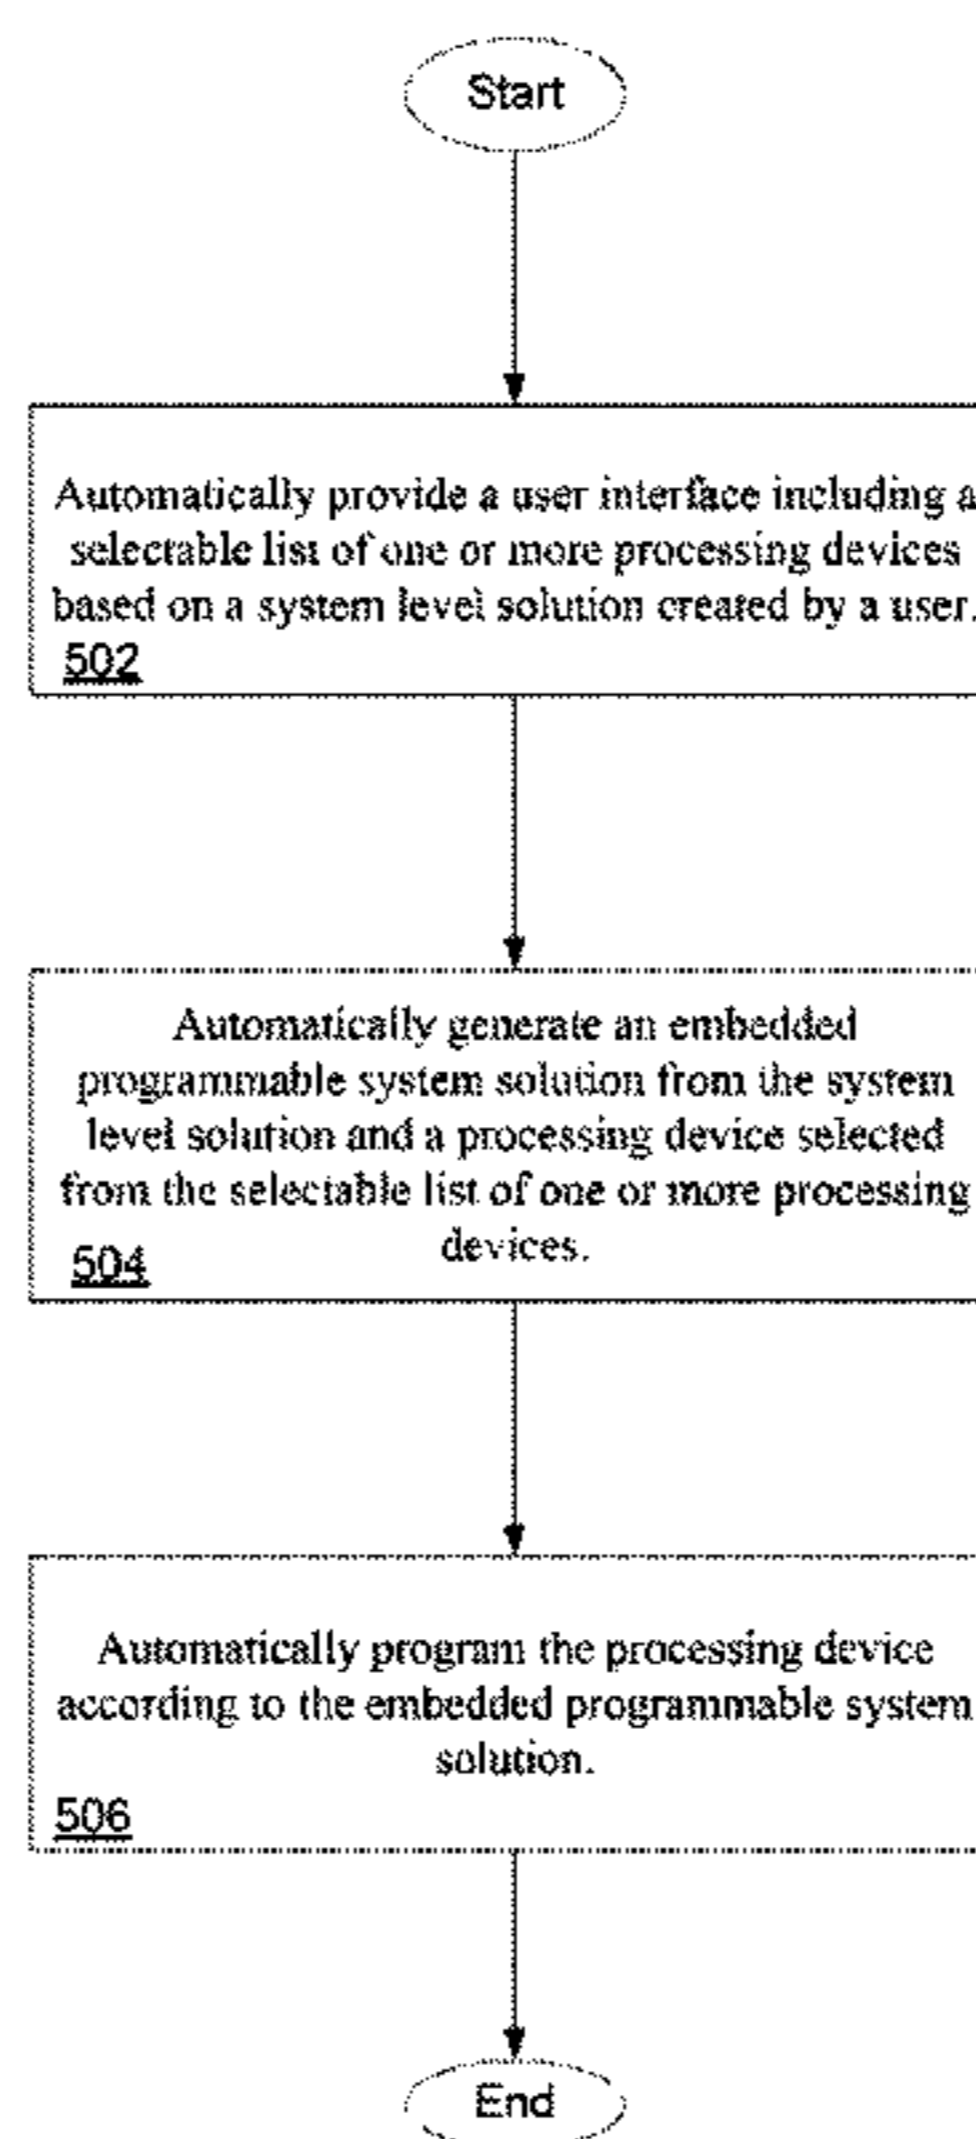 Start
Automatically provide a user interface including a
selectable list of one or more processing devices
based on a system level solution created by a user.
502
Automatically generate an embedded
programmable system solution from the system
level solution and a processing device selected
from the selectable list of one or more processing
devices.
504
Automatically program the processing device
according to the embedded programmable system
solution.
506
End